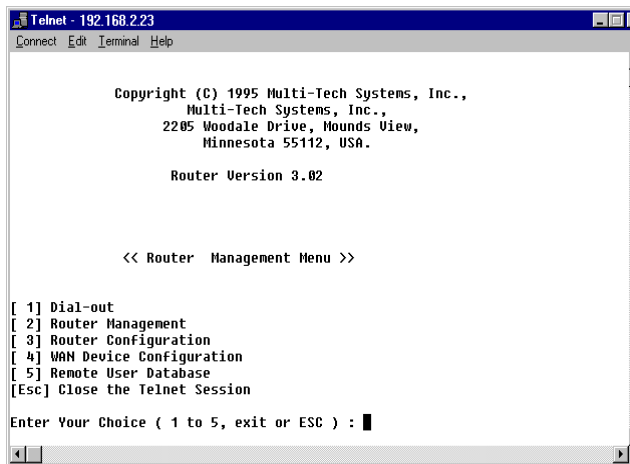 Telnet - 192.168.2.23
Connect Edit Terminal Help
Copyright (C) 1995 Multi-Tech Systems, Inc.,
Multi-Tech Systems, Inc.,
2205 Woodale Drive, Mounds View,
Minnesota 55112, USA.
Router Version 3.02
<< Router  Management Menu >>
[ 1] Dial-out
[ 2] Router Management
[ 3] Router Configuration
[ 4] WAN Device Configuration
[ 5] Remote User Database
[Esc] Close the Telnet Session
Enter Your Choice ( 1 to 5, exit or ESC ) :